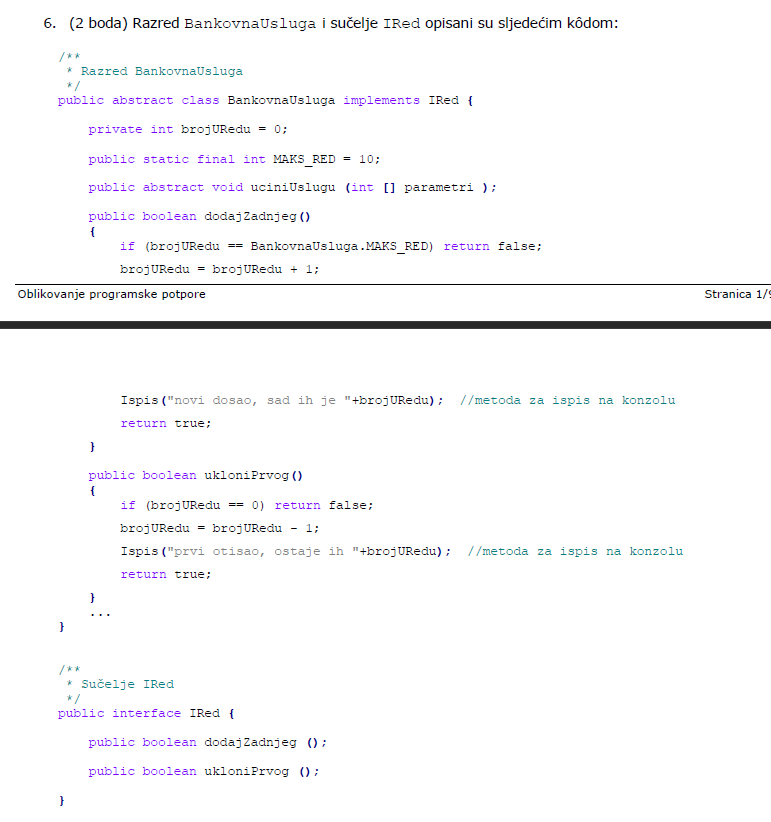 6. (2 boda) Razred BankovnaUsluga i sučelje IRed opisani su sljedećim kôdom:
/**
* Razred BankovnaUsluga
*/
public abstract class BankovnaUsluga implements IRed {
private int brojURedu = 0;
public static final int MAKS_RED = 10;
public abstract void uciniUslugu (int [] parametri );
public boolean dodajZadnjeg()
{
if (brojURedu == BankovnaUsluga.MAKS_RED) return false;
brojURedu = brojURedu + 1;
Oblikovanje programske potpore Stranica 1/9
Ispis("novi dosao, sad ih je "+brojURedu); //metoda za ispis na konzolu
return true;
}
public boolean ukloniPrvog()
{
if (brojURedu == 0) return false;
brojURedu = brojURedu - 1;
Ispis("prvi otisao, ostaje ih "+brojURedu); //metoda za ispis na konzolu
return true;
}
...
}
/**
* Sučelje IRed
*/
public interface IRed {
public boolean dodajZadnjeg ();
public boolean ukloniPrvog ();
}